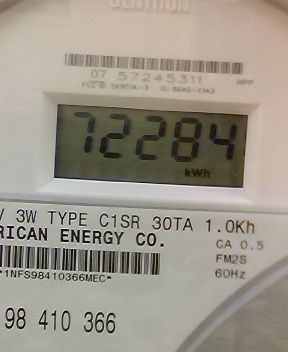 CENTRON
07 57245311
72284
kWh
V 3W TYPE C1SR 30TA 1.0Kh
RICAN ENERGY CO.
CA 0.5
FM2S
60Hz
*1NFS98410366MEC*
98 410 366